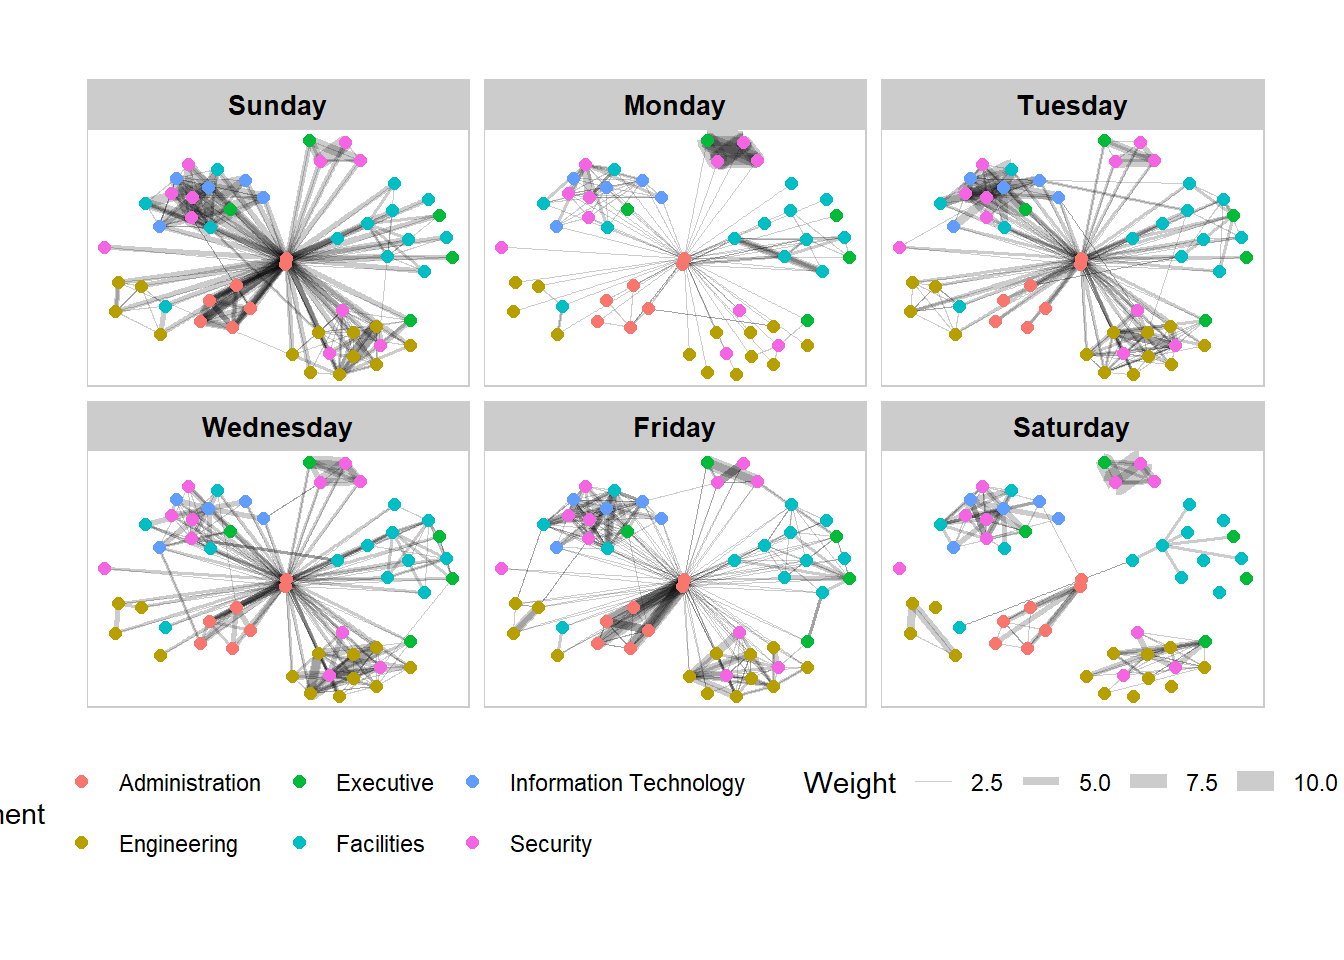 Sunday
Monday
Tuesday
Wednesday
Friday
Saturday
Administration
Executive
Information Technology
Weight
2.5
5.0
7.5
10.0
Engineering
Facilities
Security